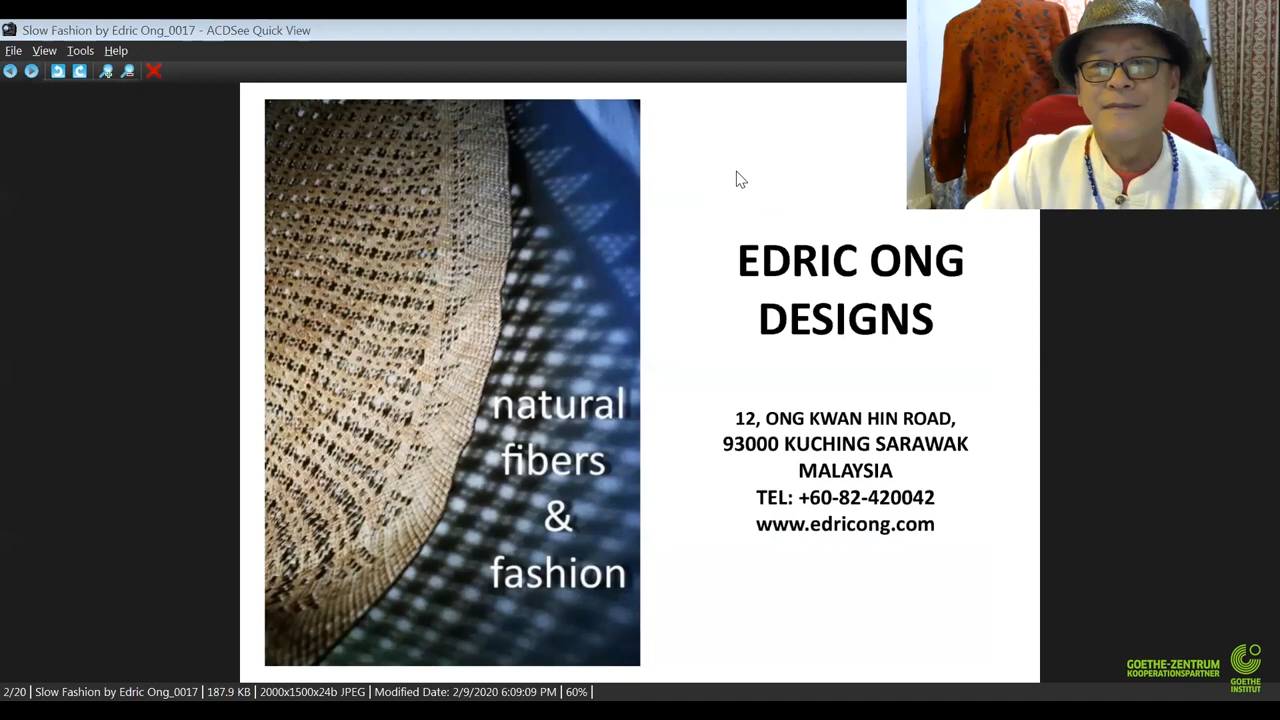 Slow Fashion by Edric Ong_0017 - ACDSee Quick View
File View Tools Help
natural
fibers
&
fashion
EDRIC ONG
DESIGNS
12, ONG KWAN HIN ROAD,
93000 KUCHING SARAWAK
MALAYSIA
TEL: +60-82-420042
www.edricong.com
GOETHE-ZENTRUM
KOOPERATIONSPARTNER
GOETHE
INSTITUT
2/20 Slow Fashion by Edric Ong_0017 187.9 KB 2000x1500x24b JPEG Modified Date: 2/9/2020 6:09:09 PM 60%